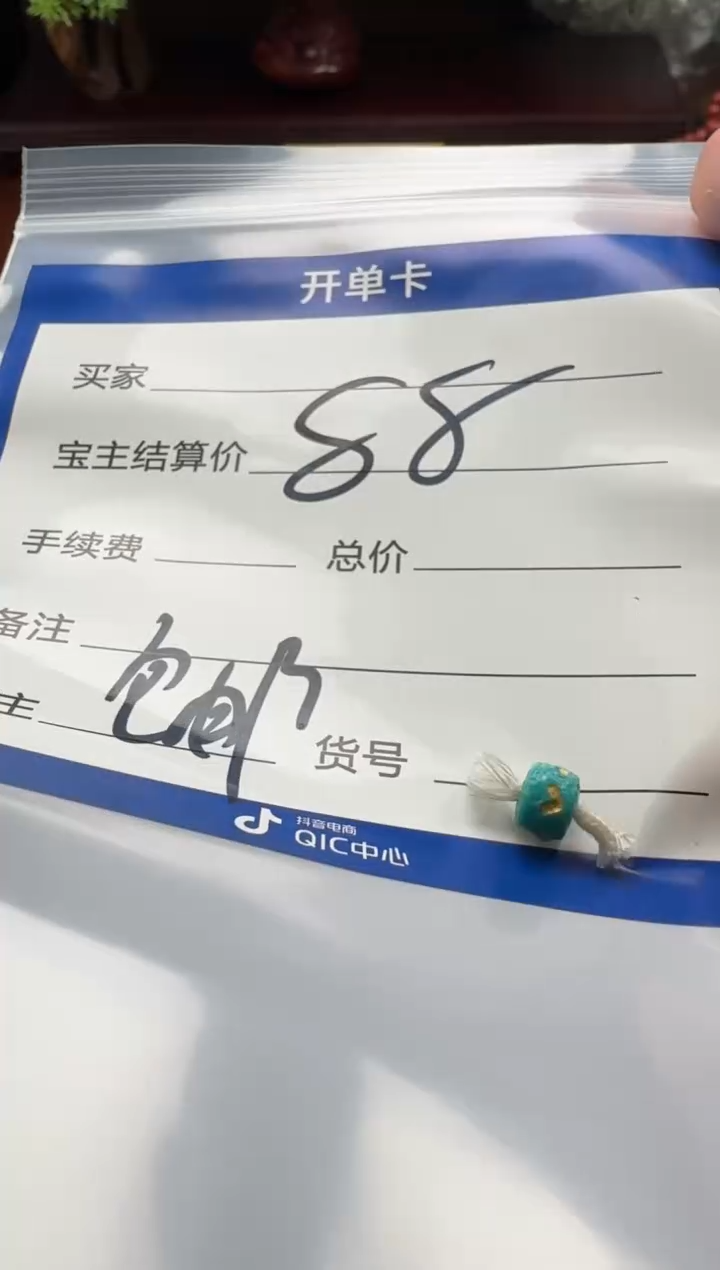 开单卡
买家
宝主结算价 88
手续费 总价
备注
主 包邮 货号
抖音电商
QIC中心